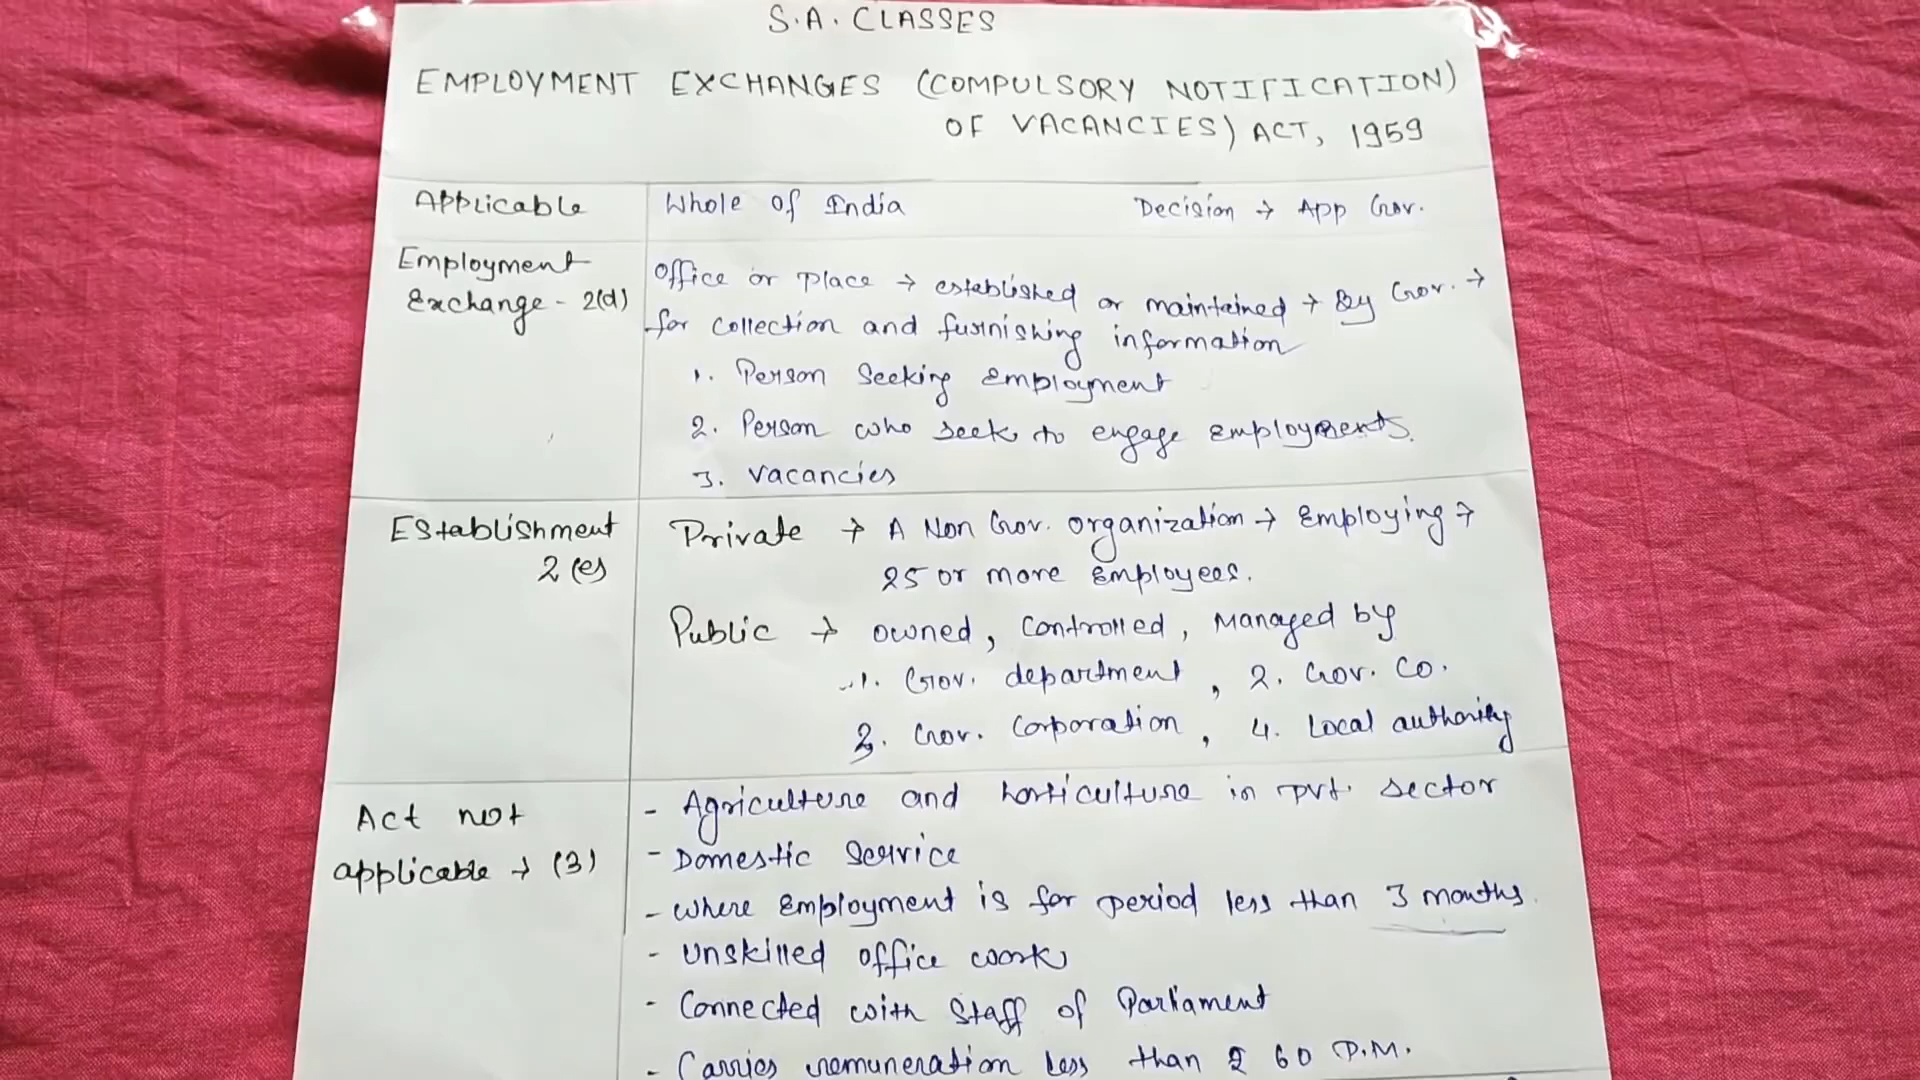 S.A. CLASSES
EMPLOYMENT EXCHANGES (COMPULSORY NOTIFICATION)
OF VACANCIES) ACT, 1959
Applicable
Whole of India
Decision → App Gov.
Employment
Exchange - 2(d)
Office or Place → established or maintained → By Gov. →
for collection and furnishing information
1. Person Seeking Employment
2. Person who seek to engage Employments.
3. Vacancies
Establishment
2(e)
Private → A Non Gov. organization → Employing →
25 or more Employees.
Public → owned, Controlled, Managed by
1. Gov. department, 2. Gov. Co.
3. Gov. Corporation, 4. Local authority
Act not
applicable → (3)
- Agriculture and horticulture in pvt. sector
- Domestic Service
- Where Employment is for period less than 3 months.
- Unskilled office work
- Connected with Staff of Parliament
- Carries remuneration less than ₹ 60 P.M.